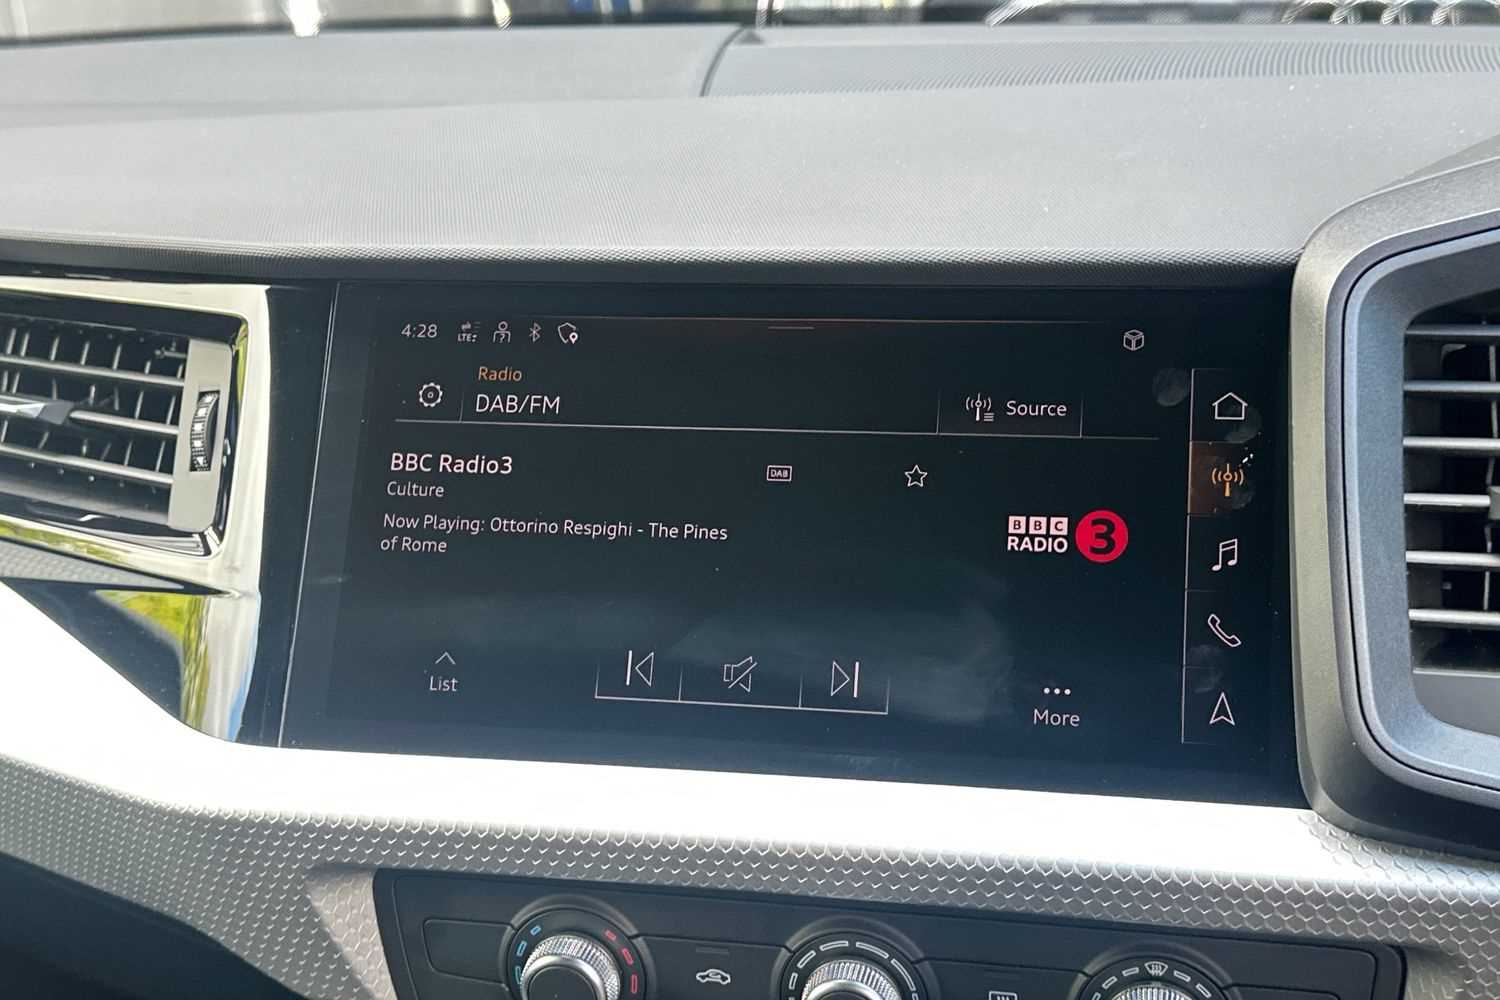 4:28 LTE
Radio
DAB/FM
Source
BBC Radio3
DAB
Culture
Now Playing: Ottorino Respighi - The Pines
of Rome
BBC
RADIO 3
List
More